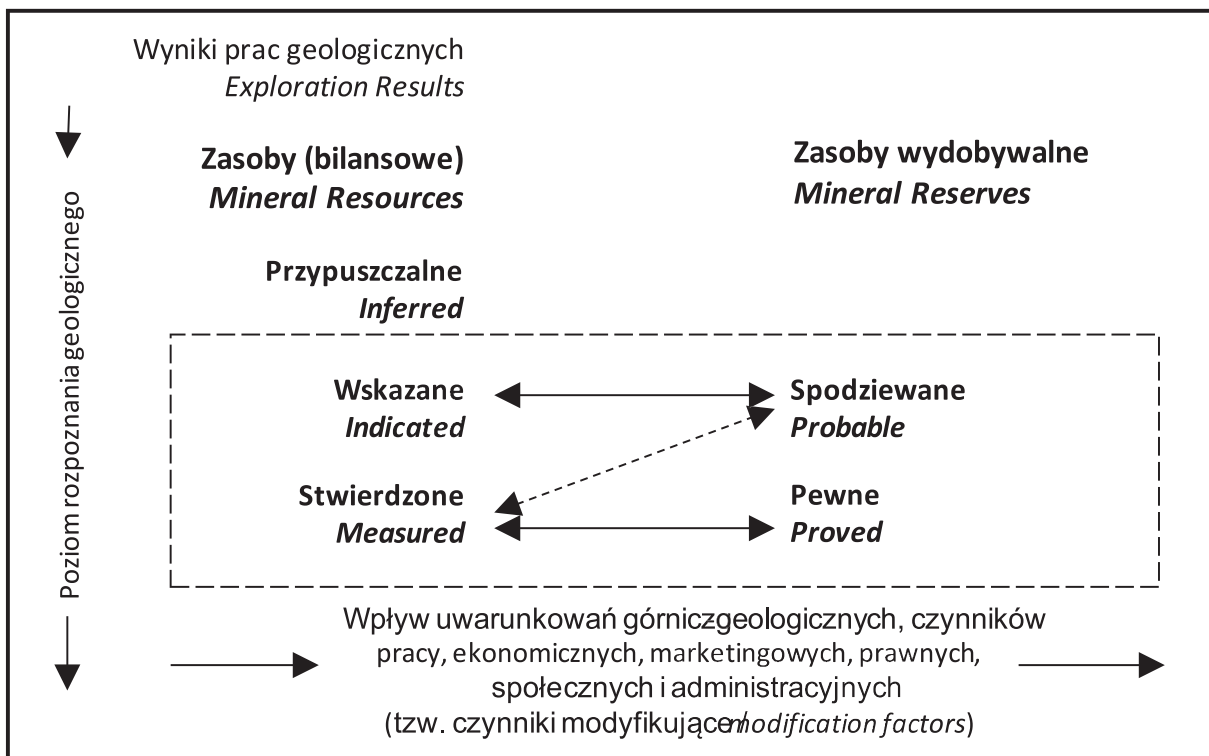 Wyniki prac geologicznych
Exploration Results
Zasoby (bilansowe)
Mineral Resources
Zasoby wydobywalne
Mineral Reserves
Poziom rozpoznania geologicznego
Przypuszczalne
Inferred
Wskazane
Indicated
Spodziewane
Probable
Stwierdzone
Measured
Pewne
Proved
Wpływ uwarunkowań górniczgeologicznych, czynników
pracy, ekonomicznych, marketingowych, prawnych,
społecznych i administracyjnych
(tzw. czynniki modyfikujące/modification factors)